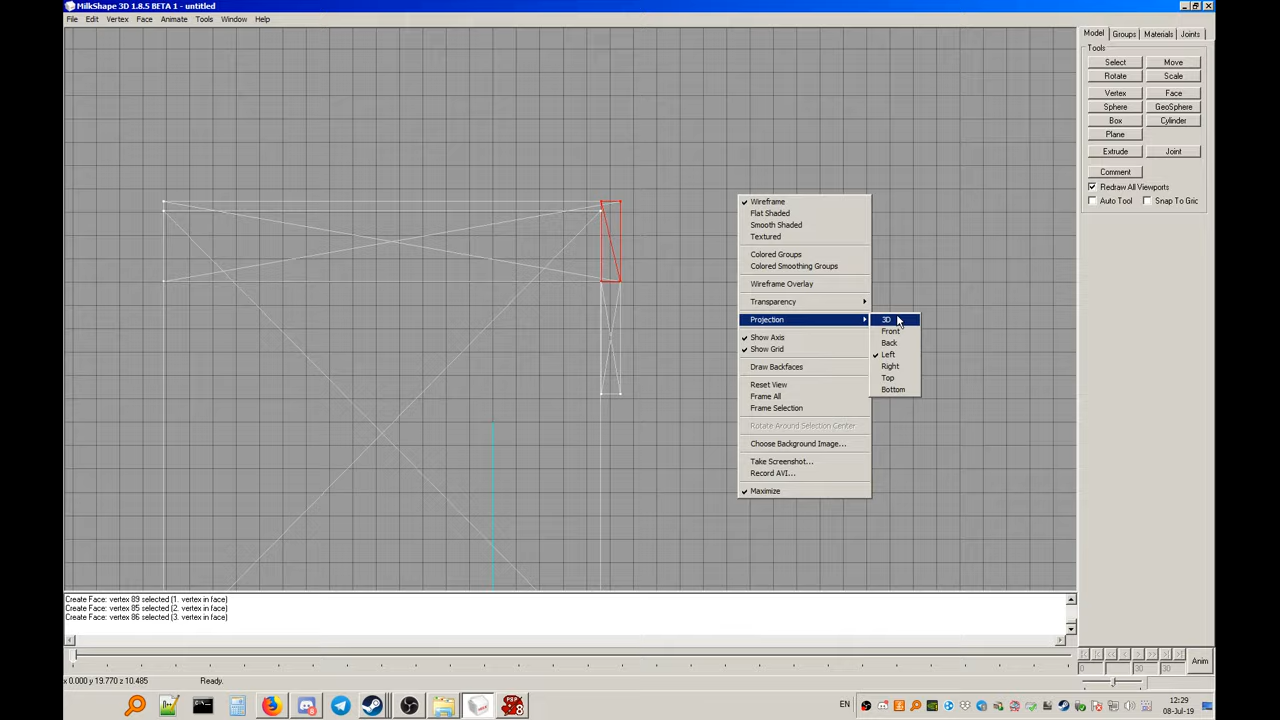 MilkShape 3D 1.8.5 BETA 1 - untitled
File Edit Vertex Face Animate Tools Window Help
Model Groups Materials Joints
Tools
Select Move
Rotate Scale
Vertex Face
Sphere GeoSphere
Box Cylinder
Plane
Extrude Joint
Comment
Redraw All Viewports
Auto Tool Snap To Gric
Wireframe
Flat Shaded
Smooth Shaded
Textured
Colored Groups
Colored Smoothing Groups
Wireframe Overlay
Transparency
Projection
Show Axis
Show Grid
Draw Backfaces
Reset View
Frame All
Frame Selection
Rotate Around Selection Center
Choose Background Image...
Take Screenshot...
Record AVI...
Maximize
3D
Front
Back
Left
Right
Top
Bottom
Create Face: vertex 89 selected (1. vertex in face)
Create Face: vertex 85 selected (2. vertex in face)
Create Face: vertex 86 selected (3. vertex in face)
Anim
0 0 30 30
x 0.000 y 19.770 z 10.485 Ready.
EN
12:29
08-Jul-19